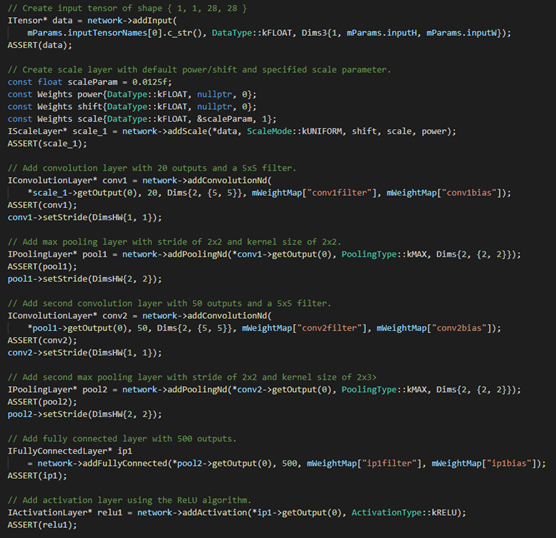 // Create input tensor of shape { 1, 1, 28, 28 }
ITensor* data = network->addInput(
mParams.inputTensorNames[0].c_str(), DataType::kFLOAT, Dims3{1, mParams.inputH, mParams.inputW});
ASSERT(data);
// Create scale layer with default power/shift and specified scale parameter.
const float scaleParam = 0.0125f;
const Weights power{DataType::kFLOAT, nullptr, 0};
const Weights shift{DataType::kFLOAT, nullptr, 0};
const Weights scale{DataType::kFLOAT, &scaleParam, 1};
IScaleLayer* scale_1 = network->addScale(*data, ScaleMode::kUNIFORM, shift, scale, power);
ASSERT(scale_1);
// Add convolution layer with 20 outputs and a 5x5 filter.
IConvolutionLayer* conv1 = network->addConvolutionNd(
*scale_1->getOutput(0), 20, Dims{2, {5, 5}}, mWeightMap["conv1filter"], mWeightMap["conv1bias"]);
ASSERT(conv1);
conv1->setStride(DimsHW{1, 1});
// Add max pooling layer with stride of 2x2 and kernel size of 2x2.
IPoolingLayer* pool1 = network->addPoolingNd(*conv1->getOutput(0), PoolingType::kMAX, Dims{2, {2, 2}});
ASSERT(pool1);
pool1->setStride(DimsHW{2, 2});
// Add second convolution layer with 50 outputs and a 5x5 filter.
IConvolutionLayer* conv2 = network->addConvolutionNd(
*pool1->getOutput(0), 50, Dims{2, {5, 5}}, mWeightMap["conv2filter"], mWeightMap["conv2bias"]);
ASSERT(conv2);
conv2->setStride(DimsHW{1, 1});
// Add second max pooling layer with stride of 2x2 and kernel size of 2x3>
IPoolingLayer* pool2 = network->addPoolingNd(*conv2->getOutput(0), PoolingType::kMAX, Dims{2, {2, 2}});
ASSERT(pool2);
pool2->setStride(DimsHW{2, 2});
// Add fully connected layer with 500 outputs.
IFullyConnectedLayer* ip1
= network->addFullyConnected(*pool2->getOutput(0), 500, mWeightMap["ip1filter"], mWeightMap["ip1bias"]);
ASSERT(ip1);
// Add activation layer using the ReLU algorithm.
IActivationLayer* relu1 = network->addActivation(*ip1->getOutput(0), ActivationType::kRELU);
ASSERT(relu1);